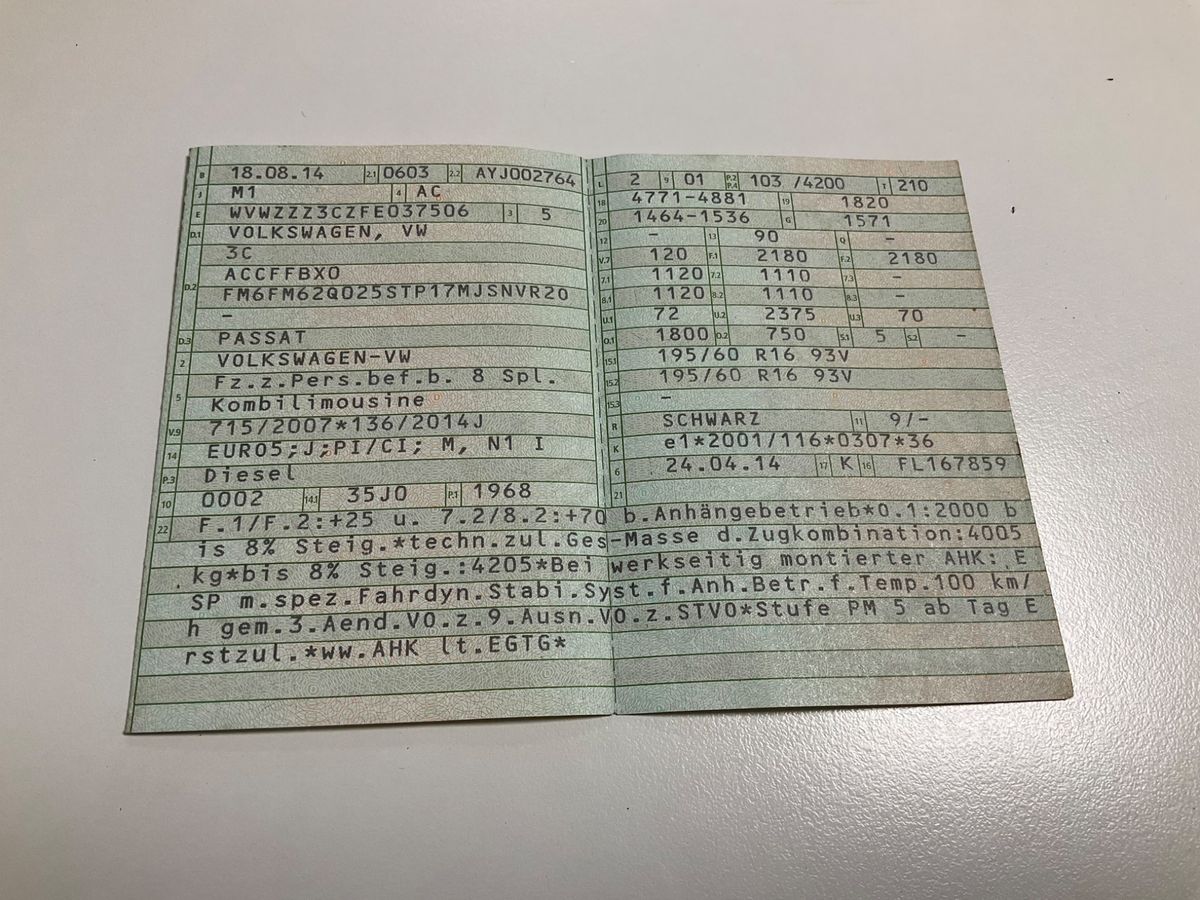 B 18.08.14 2.1 0603 2.2 AYJ002764
J M1 4 AC
E WVWZZZ3CZFE037506 3 5
D.1 VOLKSWAGEN, VW
3C
D.2 ACCFFBX0
FM6FM62Q025STP17MJSNVR20
–
D.3 PASSAT
2 VOLKSWAGEN-VW
5 Fz.z.Pers.bef.b. 8 Spl.
Kombilimousine
V.9 715/2007*136/2014J
14 EURO5;J;PI/CI; M, N1 I
P.3 Diesel
10 0002 14.1 35J0 P.1 1968
L 2 9 01 P.2 P.4 103 /4200 T 210
18 4771-4881 19 1820
20 1464-1536 G 1571
12 – 13 90 Q –
V.7 120 F.1 2180 F.2 2180
7.1 1120 7.2 1110 7.3 –
8.1 1120 8.2 1110 8.3 –
U.1 72 U.2 2375 U.3 70
O.1 1800 O.2 750 S.1 5 S.2 –
15.1 195/60 R16 93V
15.2 195/60 R16 93V
15.3 –
R SCHWARZ 11 9/-
K e1*2001/116*0307*36
6 24.04.14 17 K 16 FL167859
21
22 F.1/F.2:+25 u. 7.2/8.2:+70 b.Anhängebetrieb*0.1:2000 b
is 8% Steig.*techn.zul.Ges-Masse d.Zugkombination:4005
kg*bis 8% Steig.:4205*Bei werkseitig montierter AHK: E
SP m.spez.Fahrdyn.Stabi.Syst.f.Anh.Betr.f.Temp.100 km/
h gem.3.Aend.VO.z.9.Ausn.VO.z.STVO*Stufe PM 5 ab Tag E
rstzul.*ww.AHK lt.EGTG*